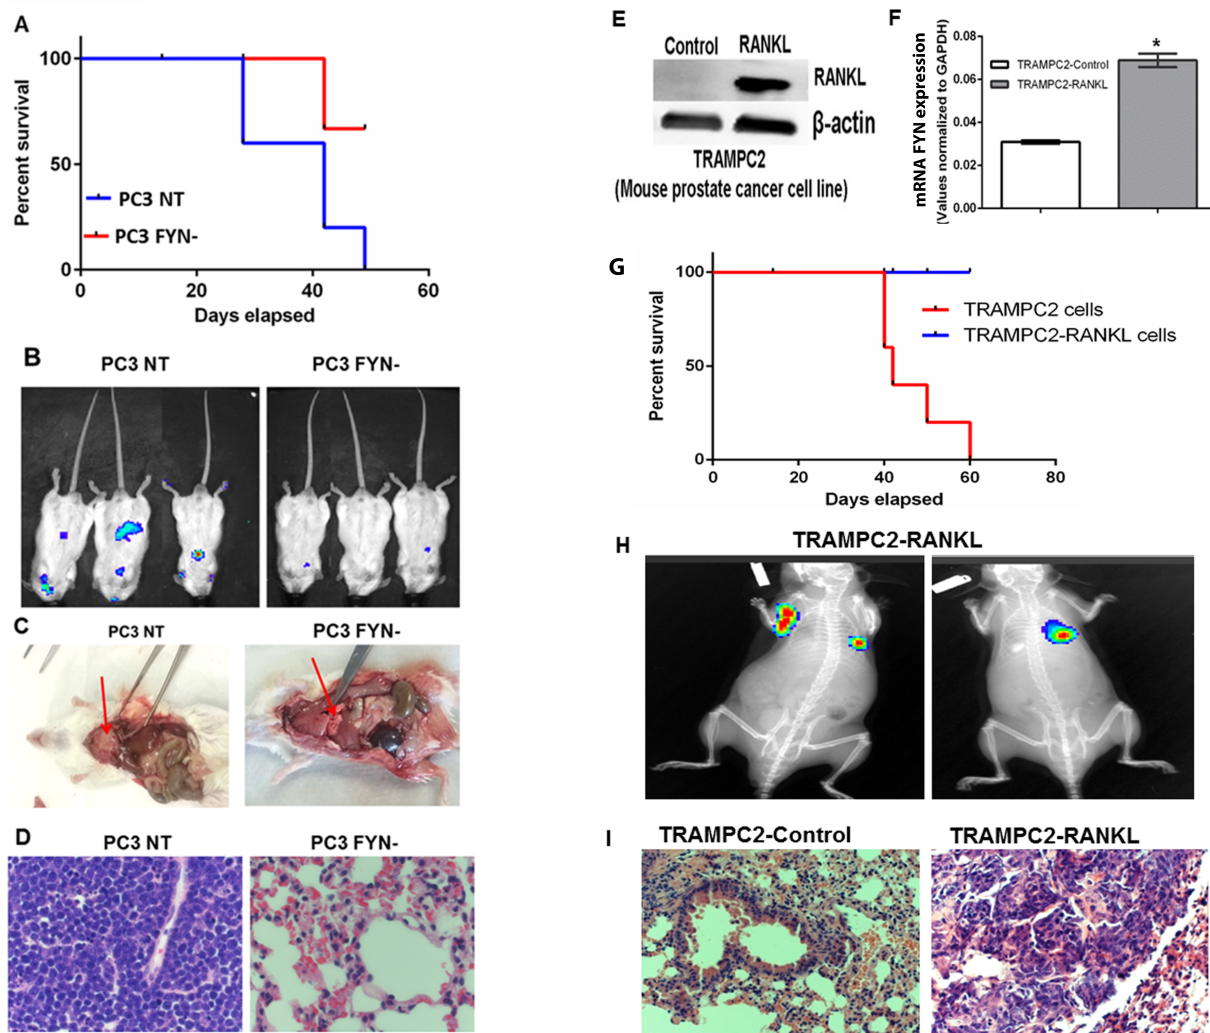 A
Percent survival
100
50
0
PC3 NT
PC3 FYN-
0 20 40 60
Days elapsed
B
PC3 NT PC3 FYN-
C
PC3 NT PC3 FYN-
D
PC3 NT PC3 FYN-
E
Control RANKL
RANKL
β-actin
TRAMPC2
(Mouse prostate cancer cell line)
F
mRNA FYN expression
(Values normalized to GAPDH)
0.08
0.06
0.04
0.02
0.00
TRAMPC2-Control
TRAMPC2-RANKL
*
G
Percent survival
100
50
0
TRAMPC2 cells
TRAMPC2-RANKL cells
0 20 40 60 80
Days elapsed
H
TRAMPC2-RANKL
I
TRAMPC2-Control TRAMPC2-RANKL